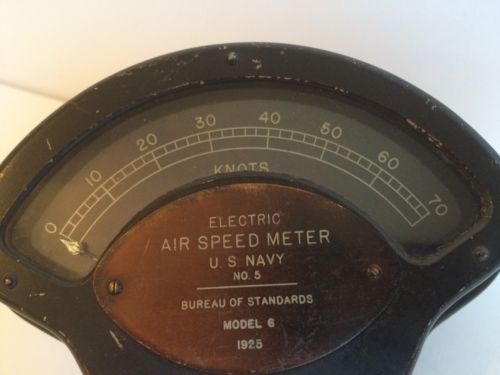 0 10 20 30 40 50 60 70
KNOTS
ELECTRIC
AIR SPEED METER
U. S NAVY
NO. 5
BUREAU OF STANDARDS
MODEL 6
1925